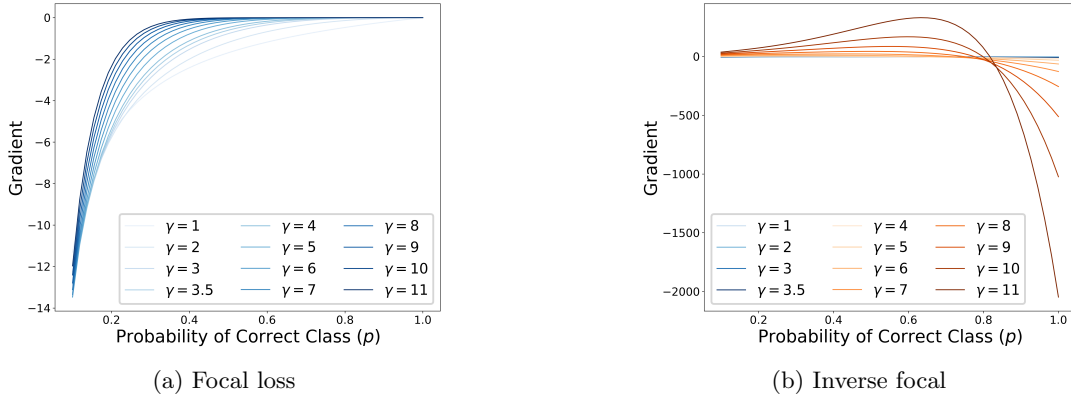 0
−2
−4
−6
−8
−10
−12
−14
Gradient
γ = 1
γ = 2
γ = 3
γ = 3.5
γ = 4
γ = 5
γ = 6
γ = 7
γ = 8
γ = 9
γ = 10
γ = 11
0.2 0.4 0.6 0.8 1.0
Probability of Correct Class (p)
(a) Focal loss
0
−500
−1000
−1500
−2000
Gradient
γ = 1
γ = 2
γ = 3
γ = 3.5
γ = 4
γ = 5
γ = 6
γ = 7
γ = 8
γ = 9
γ = 10
γ = 11
0.2 0.4 0.6 0.8 1.0
Probability of Correct Class (p)
(b) Inverse focal